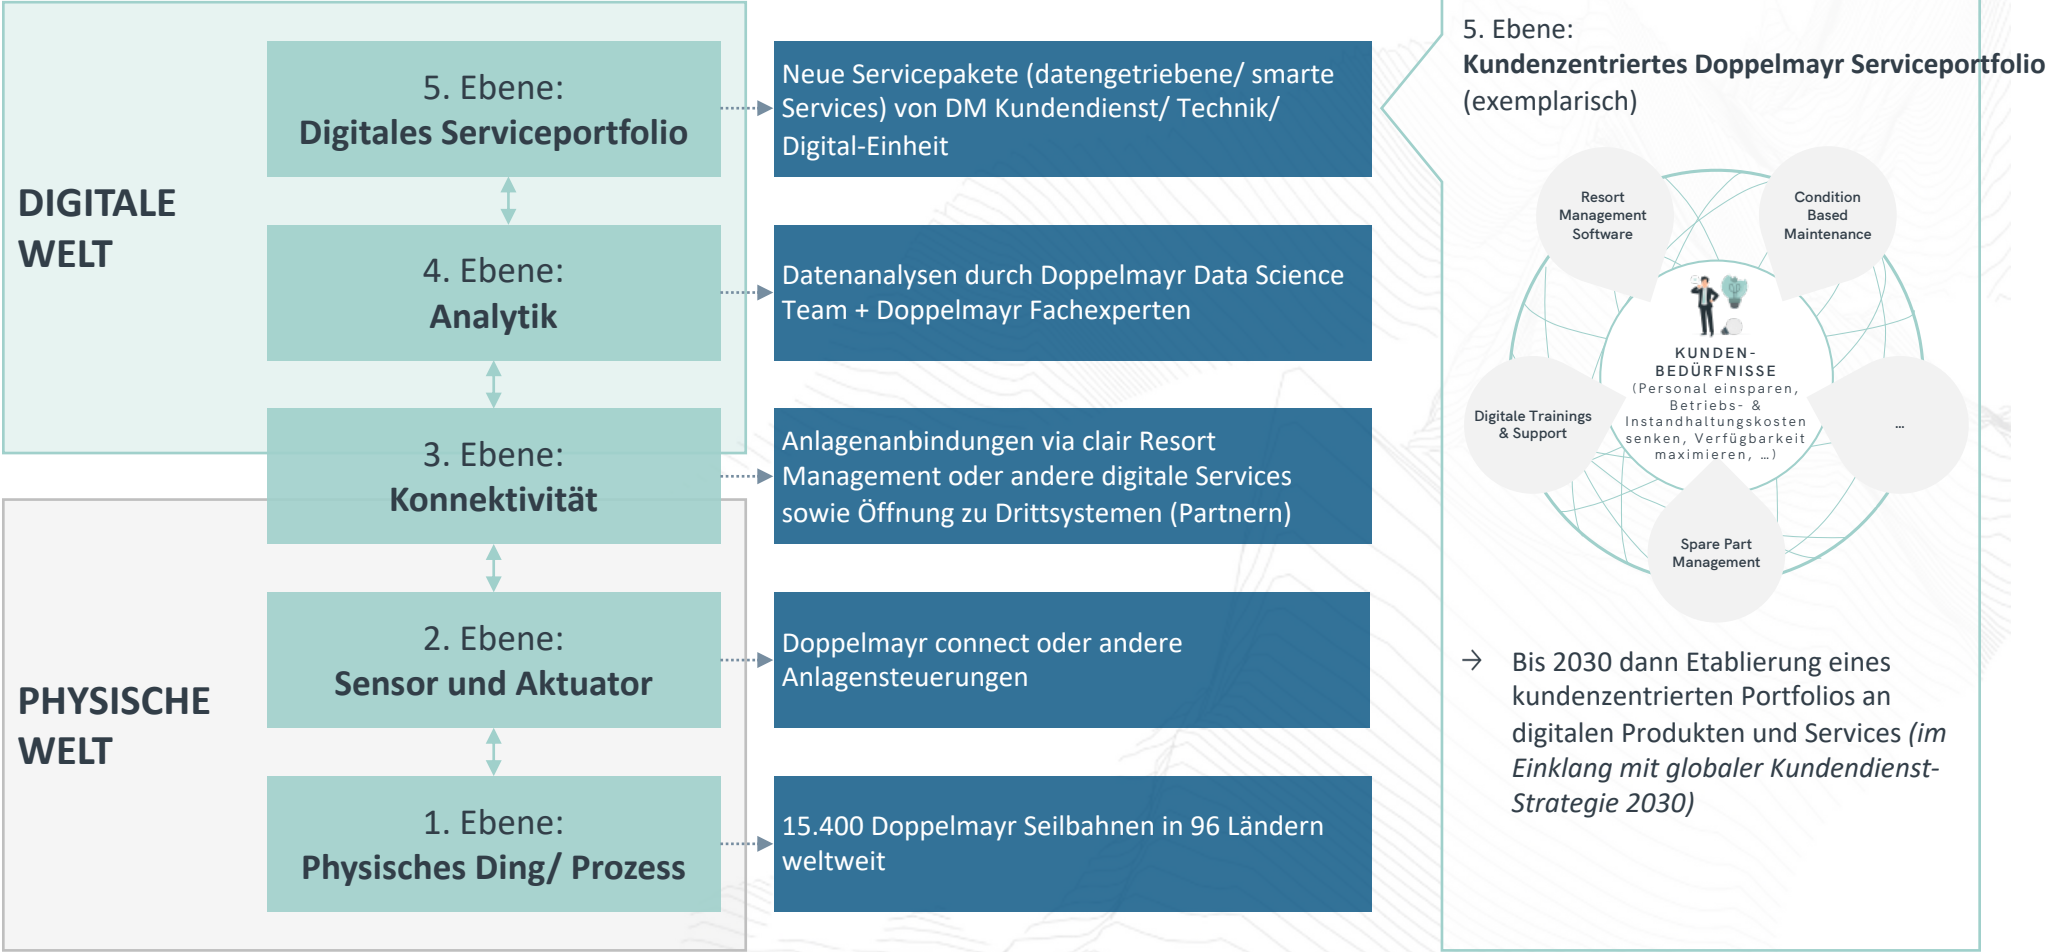 DIGITALE
WELT
5. Ebene:
Digitales Serviceportfolio
4. Ebene:
Analytik
3. Ebene:
Konnektivität
PHYSISCHE
WELT
2. Ebene:
Sensor und Aktuator
1. Ebene:
Physisches Ding/ Prozess
Neue Servicepakete (datengetriebene/ smarte
Services) von DM Kundendienst/ Technik/
Digital-Einheit
Datenanalysen durch Doppelmayr Data Science
Team + Doppelmayr Fachexperten
Anlagenanbindungen via clair Resort
Management oder andere digitale Services
sowie Öffnung zu Drittsystemen (Partnern)
Doppelmayr connect oder andere
Anlagensteuerungen
15.400 Doppelmayr Seilbahnen in 96 Ländern
weltweit
5. Ebene:
Kundenzentriertes Doppelmayr Serviceportfolio
(exemplarisch)
Resort
Management
Software
Condition
Based
Maintenance
KUNDEN-
BEDÜRFNISSE
(Personal einsparen,
Betriebs- &
Instandhaltungskosten
senken, Verfügbarkeit
maximieren, …)
Digitale Trainings
& Support
…
Spare Part
Management
→ Bis 2030 dann Etablierung eines
kundenzentrierten Portfolios an
digitalen Produkten und Services (im
Einklang mit globaler Kundendienst-
Strategie 2030)